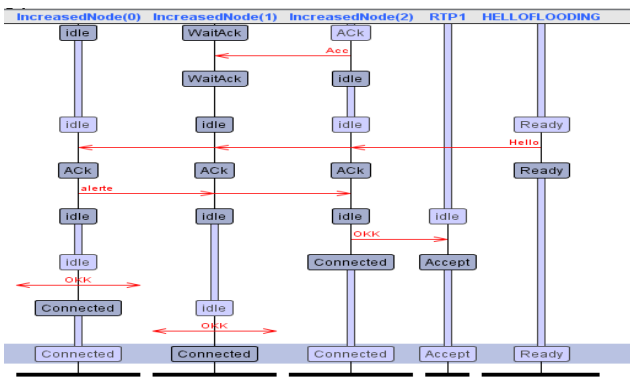 IncreasedNode(0) IncreasedNode(1) IncreasedNode(2) RTP1 HELLOFLOODING
idle WaitAck ACk
Acc
WaitAck idle
idle idle idle Ready
Hello
ACk ACk ACk Ready
alerte
idle idle idle idle
OKK
idle Connected Accept
OKK
Connected idle
OKK
Connected Connected Connected Accept Ready